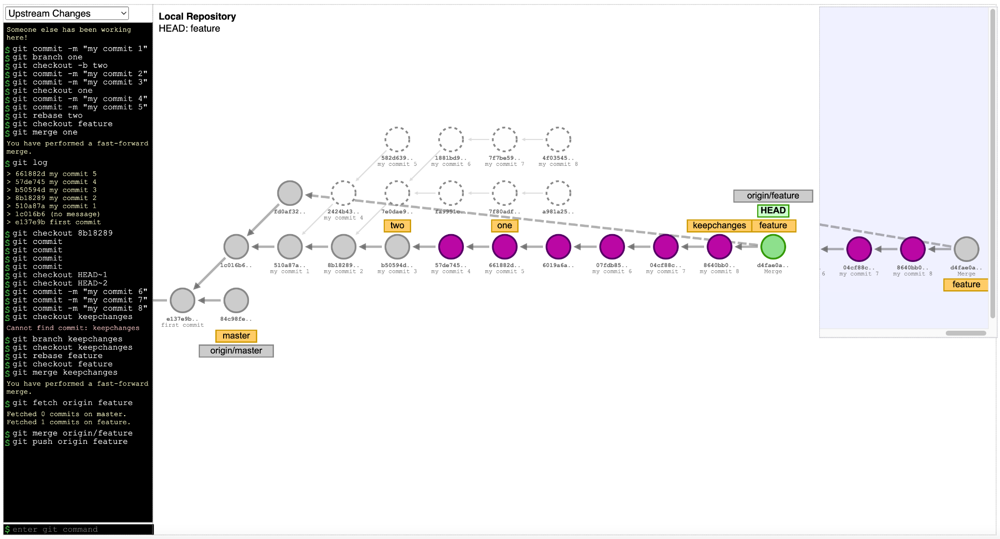 Upstream Changes
Someone else has been working
here!
$ git commit -m "my commit 1"
$ git branch one
$ git checkout -b two
$ git commit -m "my commit 2"
$ git commit -m "my commit 3"
$ git checkout one
$ git commit -m "my commit 4"
$ git commit -m "my commit 5"
$ git rebase two
$ git checkout feature
$ git merge one
You have performed a fast-forward
merge.
$ git log
> 661882d my commit 5
> 57de745 my commit 4
> b50594d my commit 3
> 8b18289 my commit 2
> 510a87a my commit 1
> 1c016b6 (no message)
> e137e9b first commit
$ git checkout 8b18289
$ git commit
$ git commit
$ git commit
$ git commit
$ git checkout HEAD~1
$ git checkout HEAD~2
$ git commit -m "my commit 6"
$ git commit -m "my commit 7"
$ git commit -m "my commit 8"
$ git checkout keepchanges
Cannot find commit: keepchanges
$ git branch keepchanges
$ git checkout keepchanges
$ git rebase feature
$ git checkout feature
$ git merge keepchanges
You have performed a fast-forward
merge.
$ git fetch origin feature
Fetched 0 commits on master.
Fetched 1 commits on feature.
$ git merge origin/feature
$ git push origin feature
$ enter git command
Local Repository
HEAD: feature
582d639.. 1881bd9.. 7f7be59.. 4f03545..
my commit 5 my commit 6 my commit 7 my commit 8
origin/feature
HEAD
fd0af32.. 2424b43.. 7e0dae9.. fa9951c.. 7f80adf.. a981a25..
my commit 4
two one keepchanges feature
1c016b6.. 510a87a.. 8b18289.. b50594d.. 57de745.. 661882d.. 6019a6a.. 07fdb85.. 04cf88c.. 8640bb0.. d4fae0a..
my commit 1 my commit 2 my commit 3 my commit 4 my commit 5 my commit 6 my commit 7 my commit 8 Merge
e137e9b.. 84c98fe..
first commit
master
origin/master
04cf88c.. 8640bb0.. d4fae0a..
6 my commit 7 my commit 8 Merge
feature